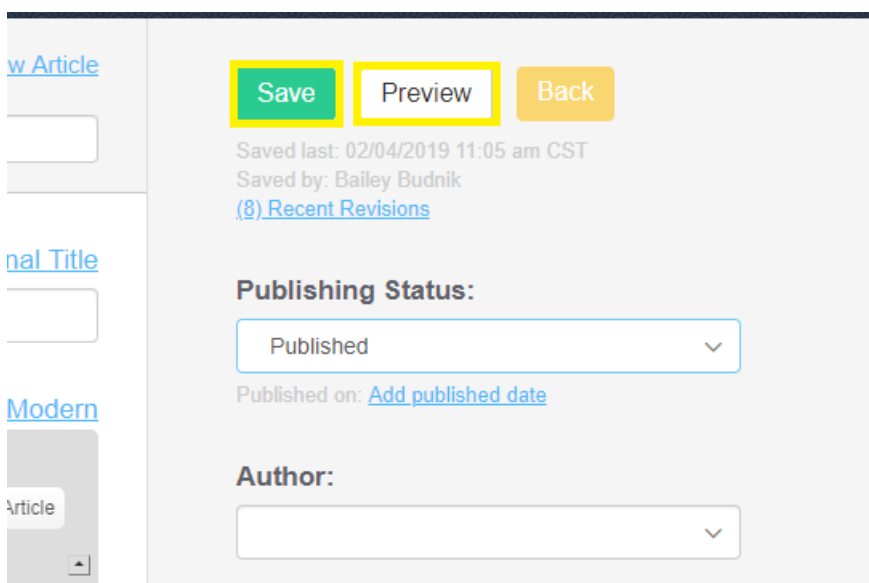 w Article
Save Preview Back
Saved last: 02/04/2019 11:05 am CST
Saved by: Bailey Budnik
(8) Recent Revisions
nal Title
Publishing Status:
Published
Published on: Add published date
Modern
Author:
Article